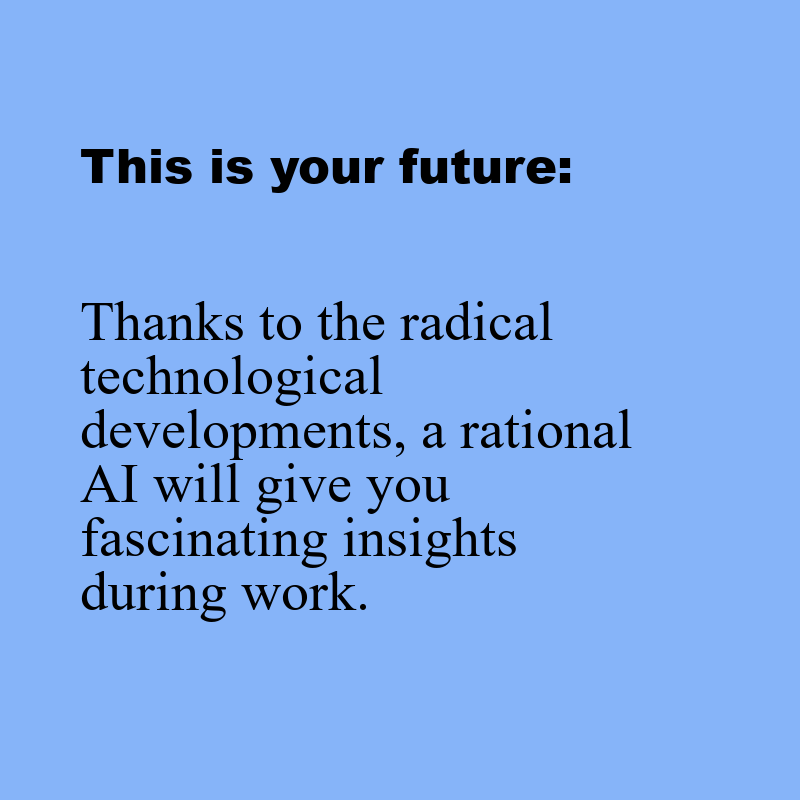 This is your future:
Thanks to the radical
technological
developments, a rational
AI will give you
fascinating insights
during work.